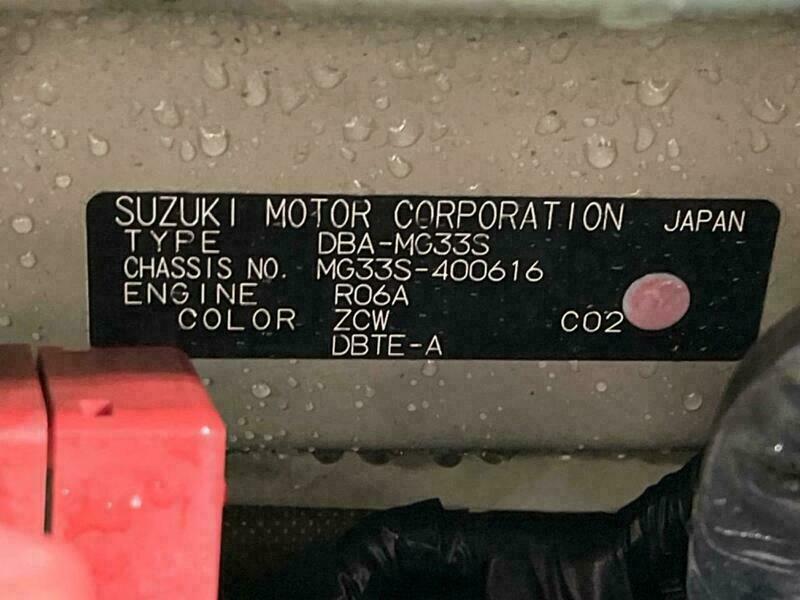 SUZUKI MOTOR CORPORATION JAPAN
TYPE DBA-MG33S
CHASSIS NO. MG33S-400616
ENGINE R06A
COLOR ZCW C02
DBTE-A